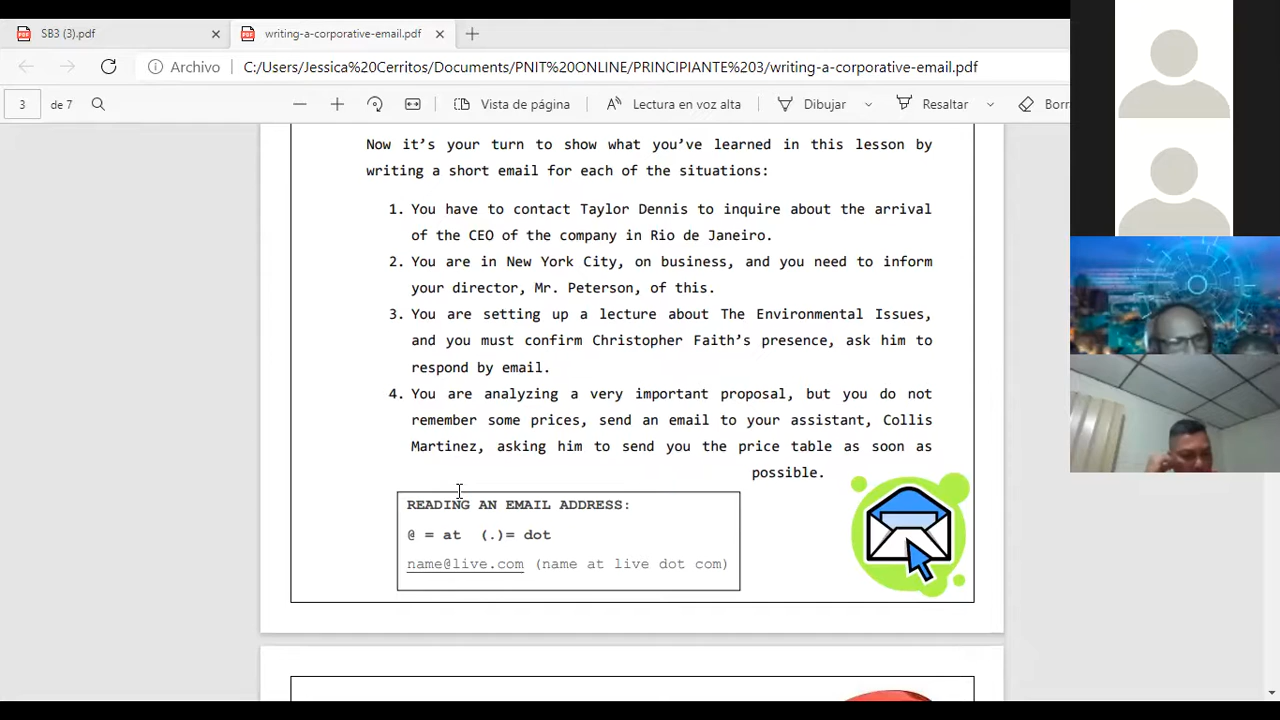 SB3 (3).pdf
writing-a-corporative-email.pdf
Archivo
C:/Users/Jessica%20Cerritos/Documents/PNIT%20ONLINE/PRINCIPIANTE%203/writing-a-corporative-email.pdf
3 de 7
Vista de página
Lectura en voz alta
Dibujar
Resaltar
Borr
Now it's your turn to show what you've learned in this lesson by
writing a short email for each of the situations:
1. You have to contact Taylor Dennis to inquire about the arrival
of the CEO of the company in Rio de Janeiro.
2. You are in New York City, on business, and you need to inform
your director, Mr. Peterson, of this.
3. You are setting up a lecture about The Environmental Issues,
and you must confirm Christopher Faith's presence, ask him to
respond by email.
4. You are analyzing a very important proposal, but you do not
remember some prices, send an email to your assistant, Collis
Martinez, asking him to send you the price table as soon as
possible.
READING AN EMAIL ADDRESS:
@ = at (.)= dot
name@live.com (name at live dot com)